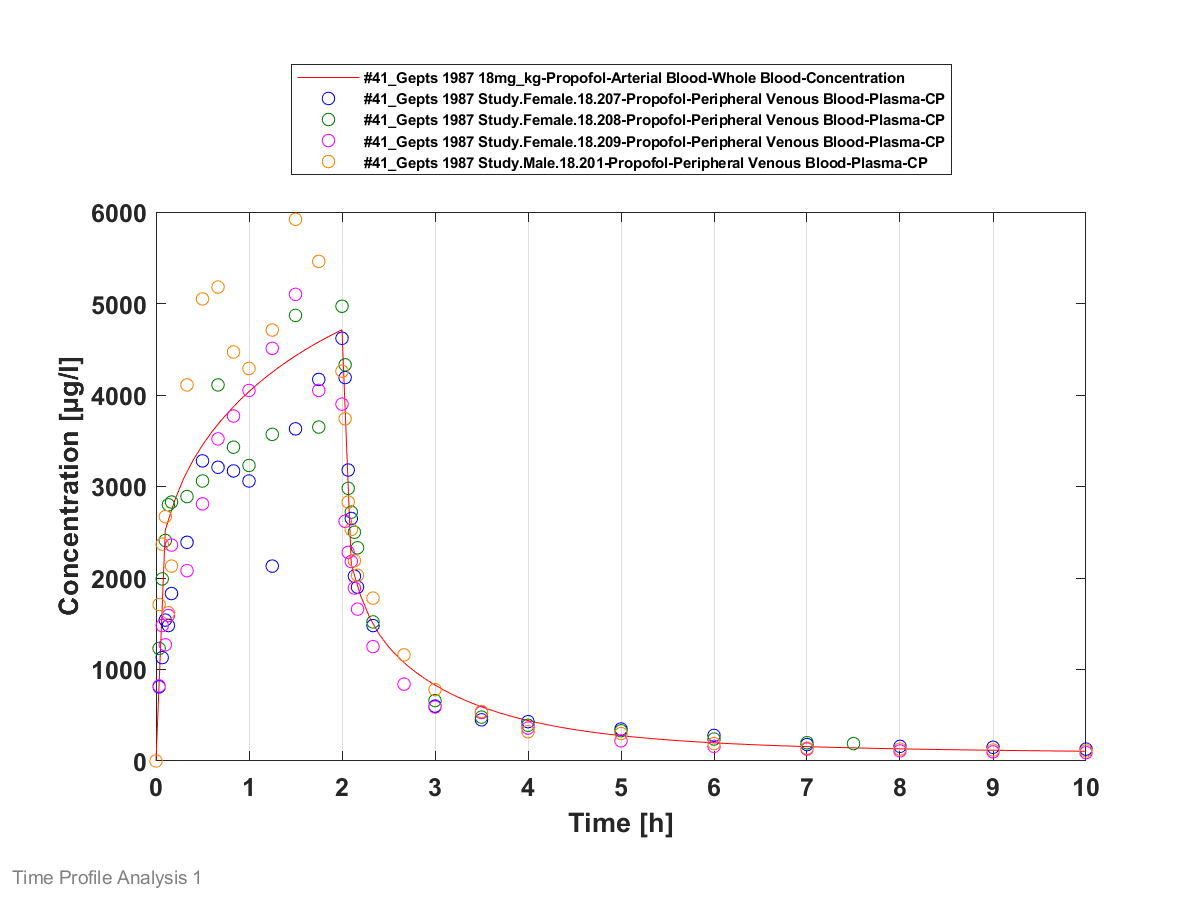 #41_Gepts 1987 18mg_kg-Propofol-Arterial Blood-Whole Blood-Concentration
#41_Gepts 1987 Study.Female.18.207-Propofol-Peripheral Venous Blood-Plasma-CP
#41_Gepts 1987 Study.Female.18.208-Propofol-Peripheral Venous Blood-Plasma-CP
#41_Gepts 1987 Study.Female.18.209-Propofol-Peripheral Venous Blood-Plasma-CP
#41_Gepts 1987 Study.Male.18.201-Propofol-Peripheral Venous Blood-Plasma-CP
6000
5000
4000
3000
2000
1000
0
Concentration [µg/l]
0 1 2 3 4 5 6 7 8 9 10
Time [h]
Time Profile Analysis 1